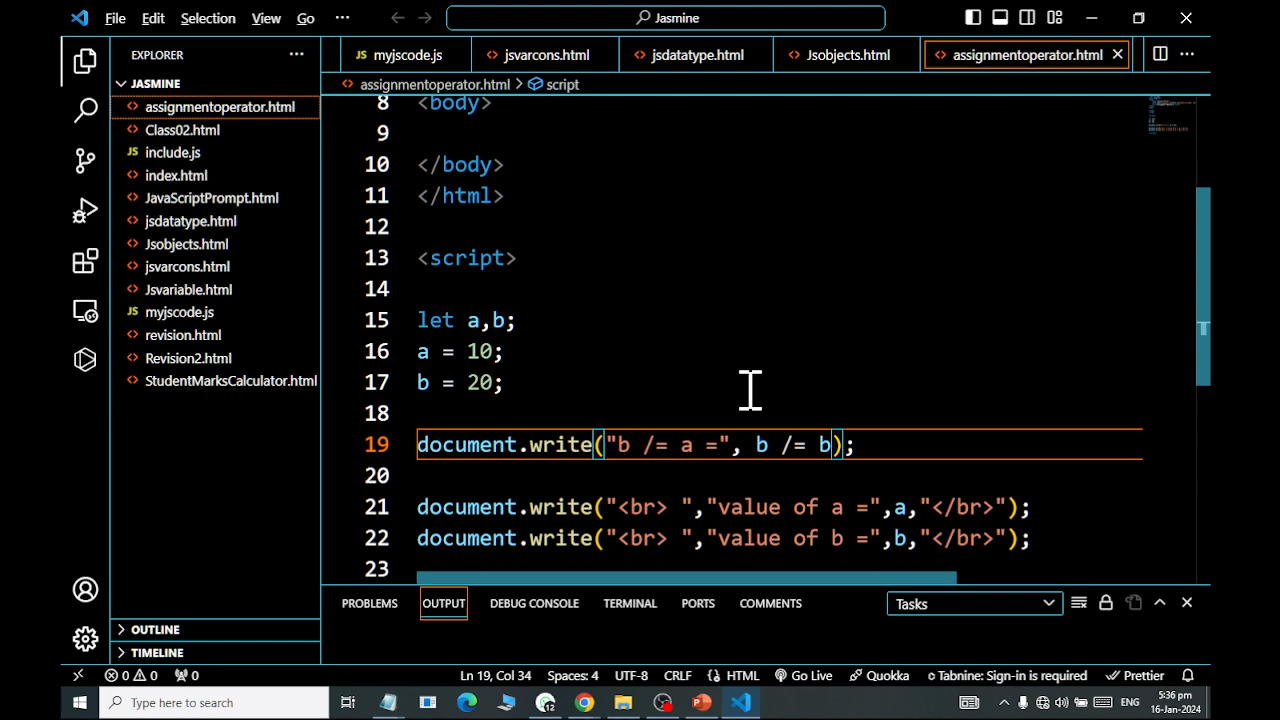 File Edit Selection View Go ··· Jasmine
EXPLORER ···
myjscode.js jsvarcons.html jsdatatype.html Jsobjects.html assignmentoperator.html ···
JASMINE
assignmentoperator.html
Class02.html
include.js
index.html
JavaScriptPrompt.html
jsdatatype.html
Jsobjects.html
jsvarcons.html
Jsvariable.html
myjscode.js
revision.html
Revision2.html
StudentMarksCalculator.html
OUTLINE
TIMELINE
assignmentoperator.html > script
8 <body>
9
10 </body>
11 </html>
12
13 <script>
14
15 let a,b;
16 a = 10;
17 b = 20;
18
19 document.write("b /= a =", b /= b);
20
21 document.write("<br> ","value of a =",a,"</br>");
22 document.write("<br> ","value of b =",b,"</br>");
23
PROBLEMS OUTPUT DEBUG CONSOLE TERMINAL PORTS COMMENTS Tasks
0 0 0 Ln 19, Col 34 Spaces: 4 UTF-8 CRLF HTML Go Live Quokka Tabnine: Sign-in is required Prettier
Type here to search 12 ENG 5:36 pm
16-Jan-2024